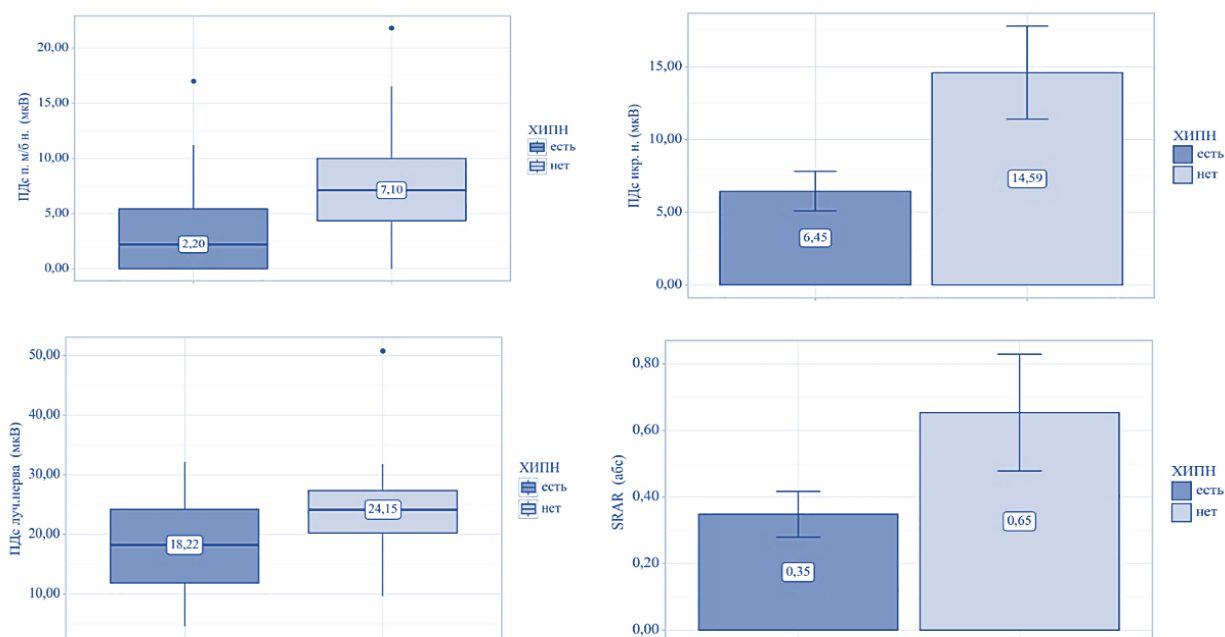 ПДс п. м/б н. (мкВ)
20,00
15,00
10,00
5,00
0,00
2,20
7,10
ХИПН
есть
нет
ПДс икр. н. (мкВ)
15,00
10,00
5,00
0,00
6,45
14,59
ХИПН
есть
нет
ПДс луч.нерва (мкВ)
50,00
40,00
30,00
20,00
10,00
18,22
24,15
ХИПН
есть
нет
SRAR (абс)
0,80
0,60
0,40
0,20
0,00
0,35
0,65
ХИПН
есть
нет